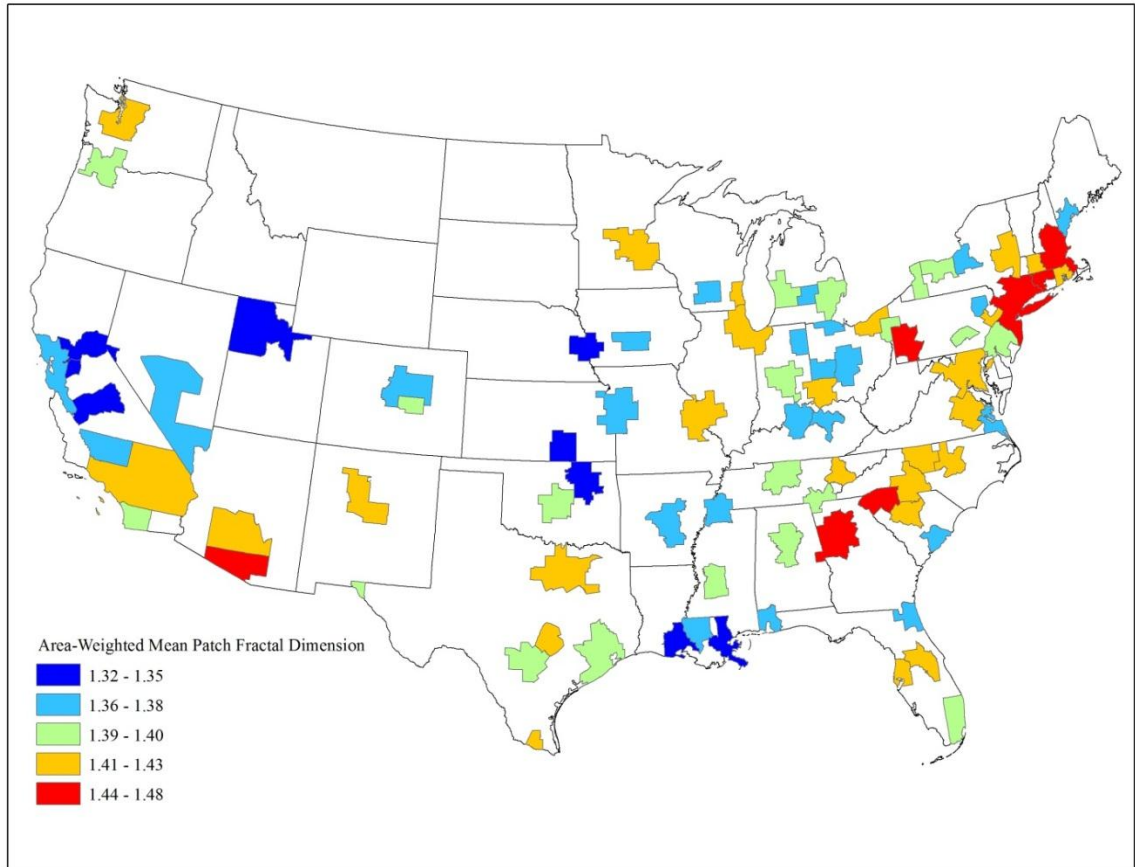 Area-Weighted Mean Patch Fractal Dimension
1.32 - 1.35
1.36 - 1.38
1.39 - 1.40
1.41 - 1.43
1.44 - 1.48